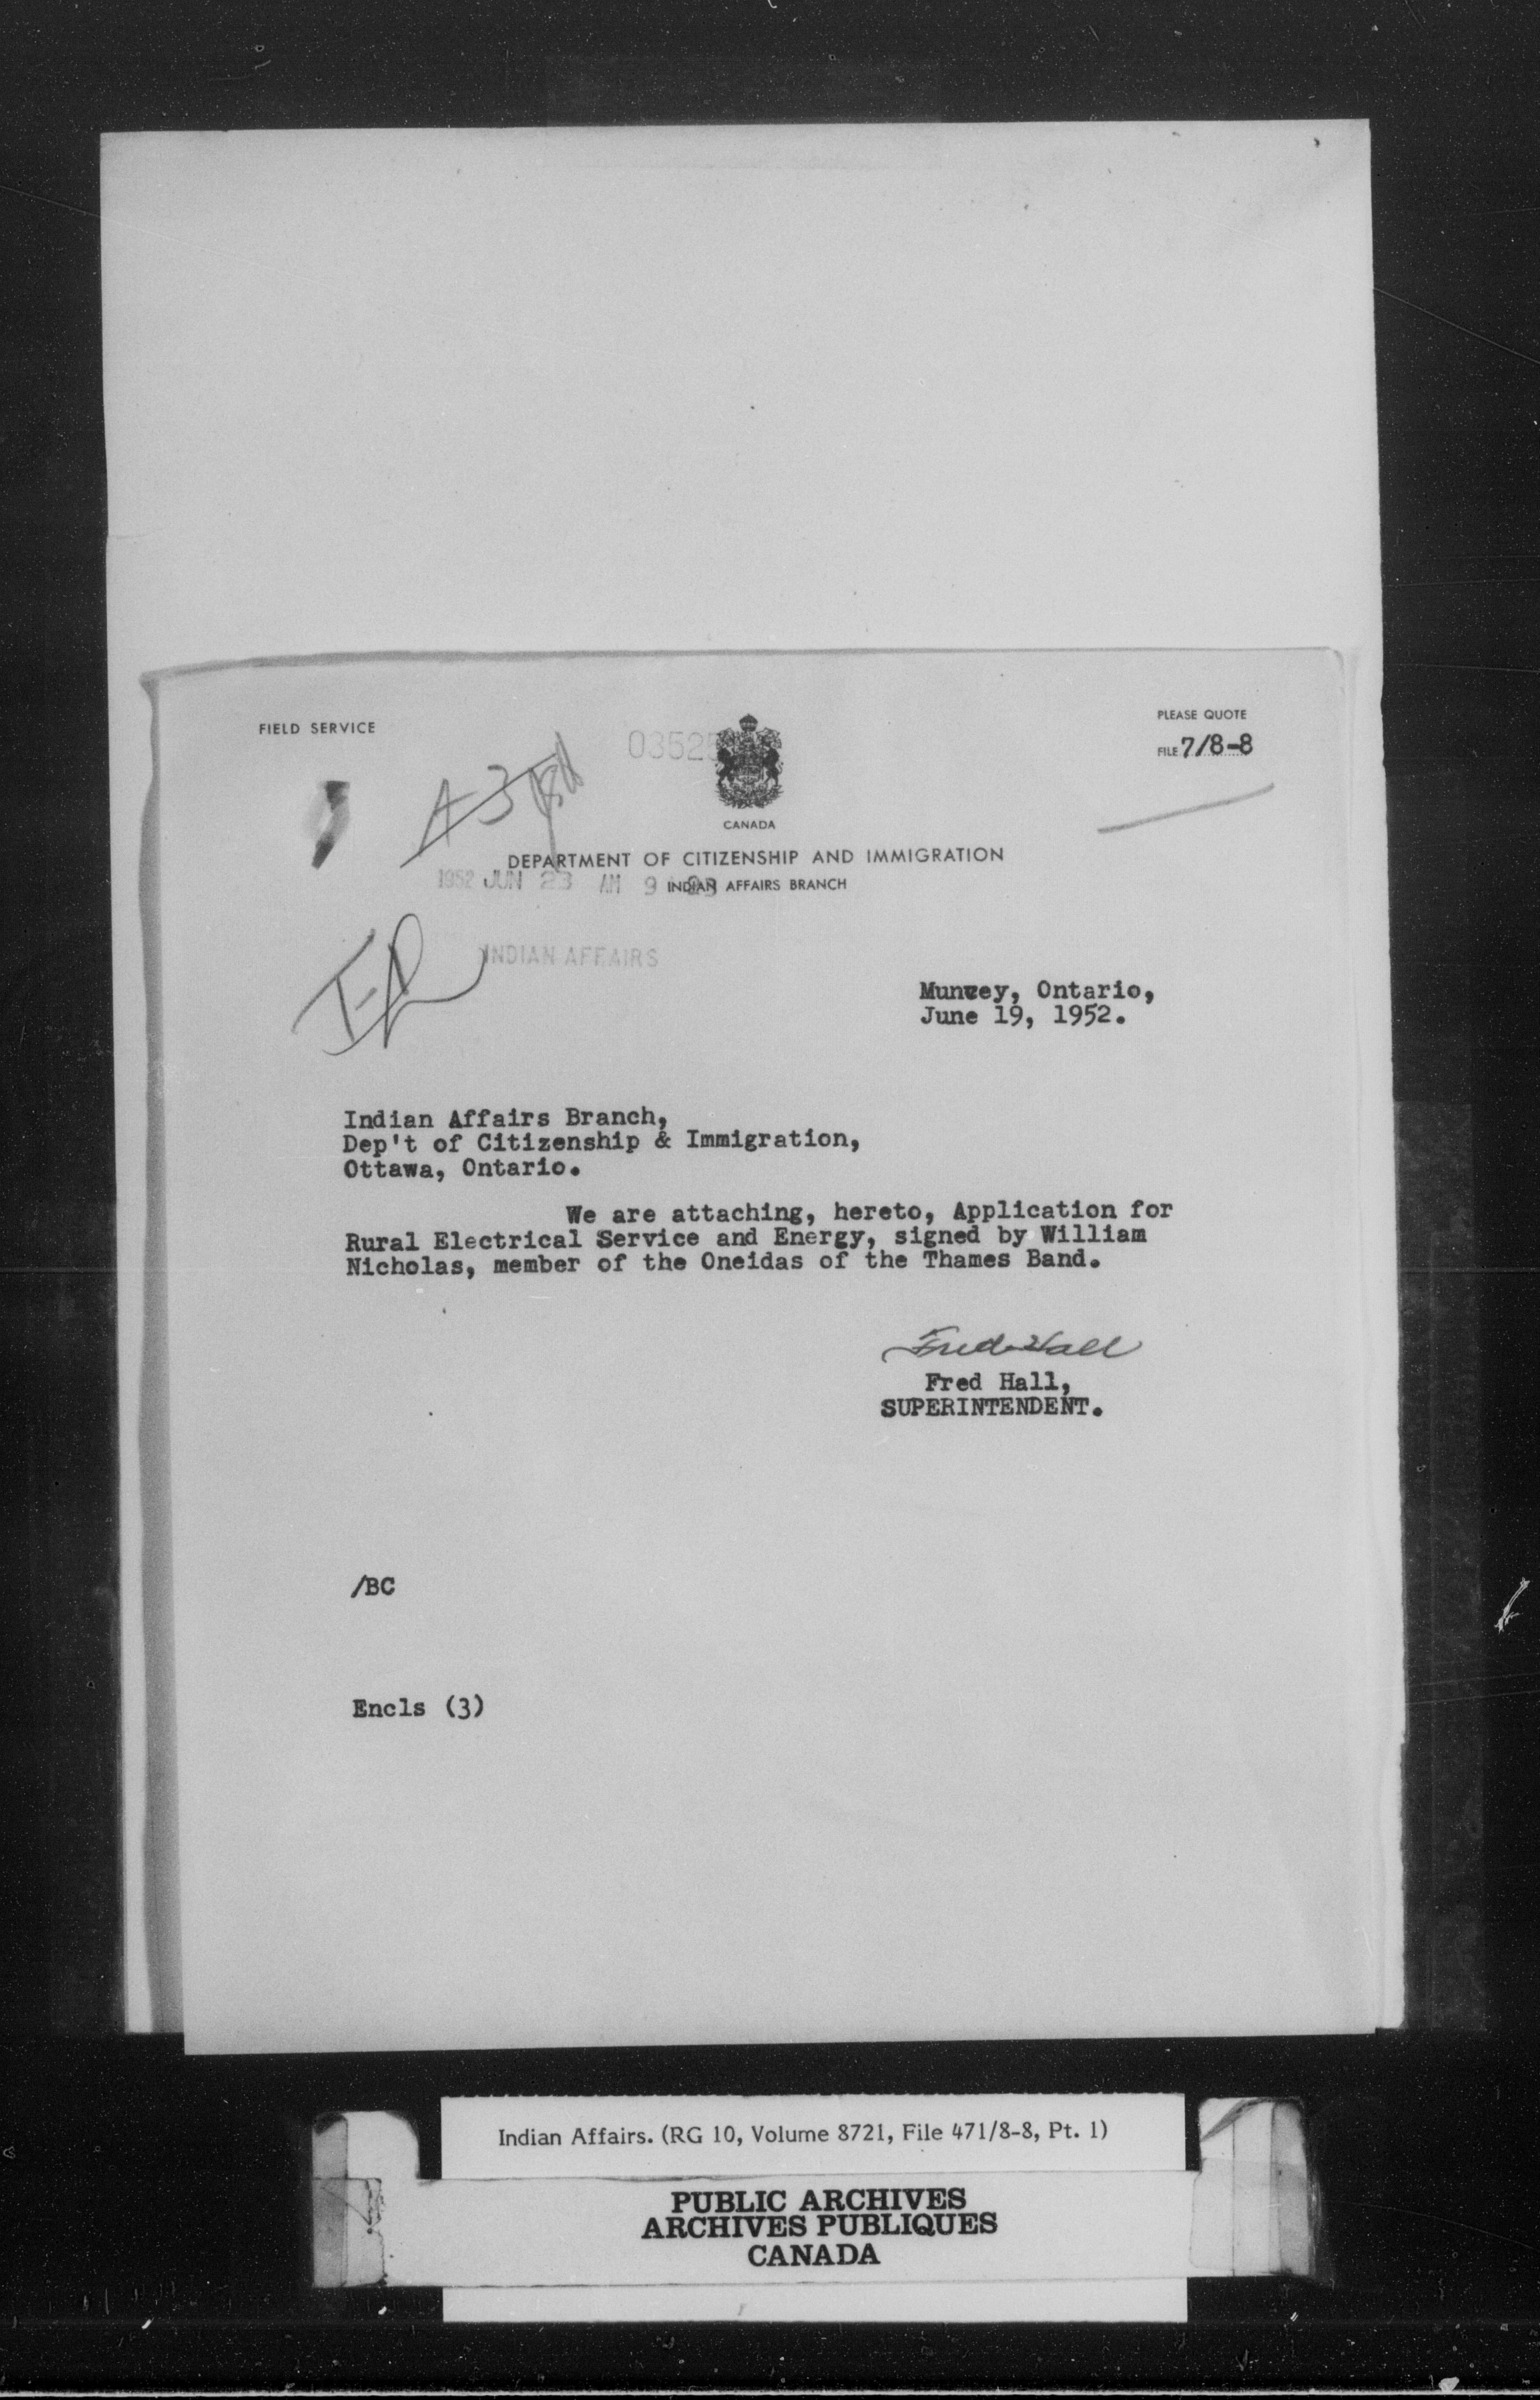 FIELD SERVICE
PLEASE QUOTE
FILE 7/8-8
0352
CANADA
DEPARTMENT OF CITIZENSHIP AND IMMIGRATION
INDIAN AFFAIRS BRANCH
1952 JUN 23 AM 9
INDIAN AFFAIRS
Muncey, Ontario,
June 19, 1952.
Indian Affairs Branch,
Dep't of Citizenship & Immigration,
Ottawa, Ontario.
We are attaching, hereto, Application for
Rural Electrical Service and Energy, signed by William
Nicholas, member of the Oneidas of the Thames Band.
Fred Hall
Fred Hall,
SUPERINTENDENT.
/BC
Encls (3)
Indian Affairs. (RG 10, Volume 8721, File 471/8-8, Pt. 1)
PUBLIC ARCHIVES
ARCHIVES PUBLIQUES
CANADA